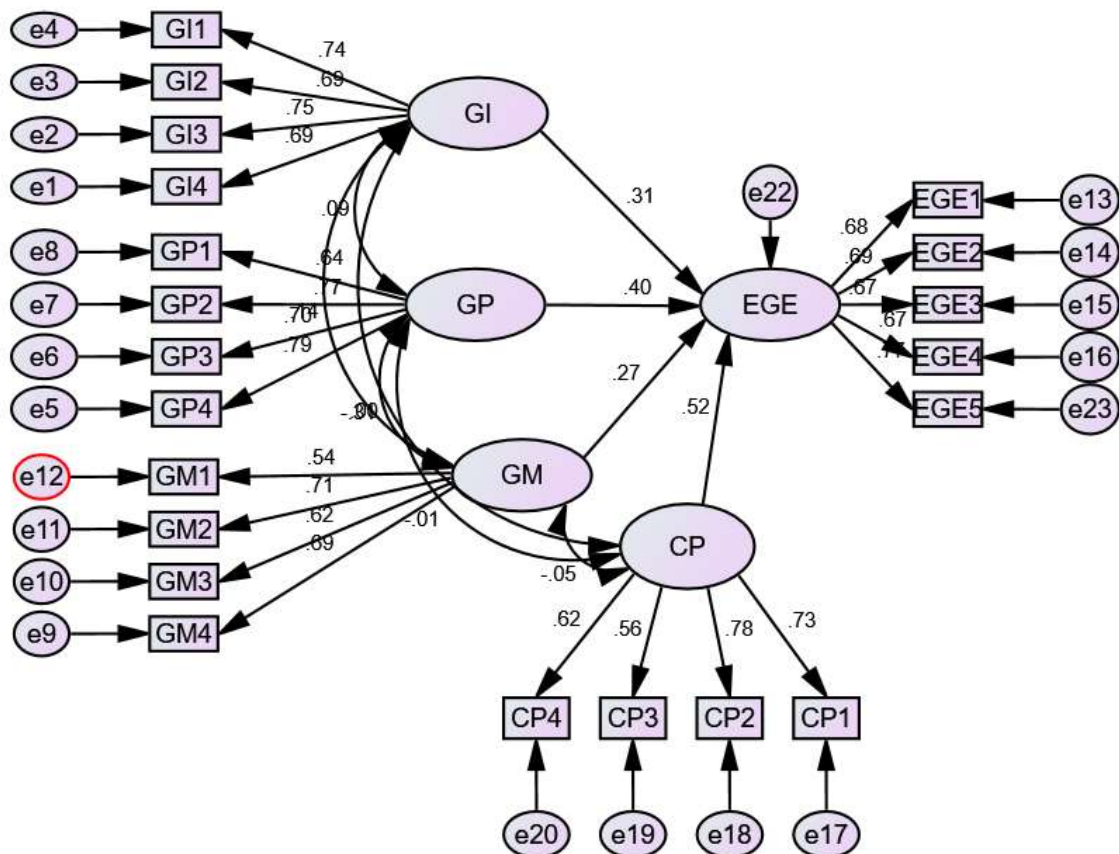 e4 GI1
.74
e3 GI2
.69
GI
.75
e2 GI3
.69
e1 GI4
e22
.31
EGE1 e13
.68
.09
e8 GP1
.64
EGE2 e14
.69
.77
e7 GP2
GP
.40
EGE
.67
EGE3 e15
.70
.67
e6 GP3
.79
EGE4 e16
e5 GP4
.27
.52
EGE5 e23
e12 GM1
.54
GM
.71
e11 GM2
.62
-.01
.69
CP
e10 GM3
-.05
e9 GM4
.62
.56
.78
.73
CP4 CP3 CP2 CP1
e20 e19 e18 e17